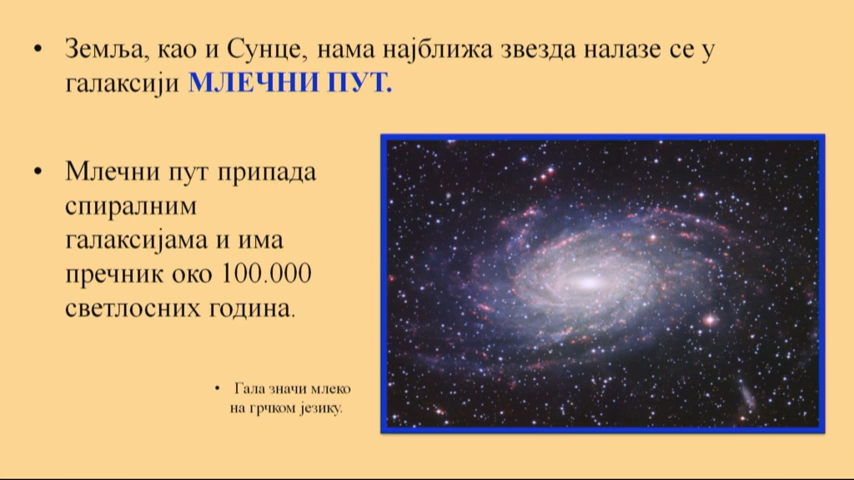 • Земља, као и Сунце, нама најближа звезда налазе се у
галаксији МЛЕЧНИ ПУТ.
• Млечни пут припада
спиралним
галаксијама и има
пречник око 100.000
светлосних година.
• Гала значи млеко
на грчком језику.